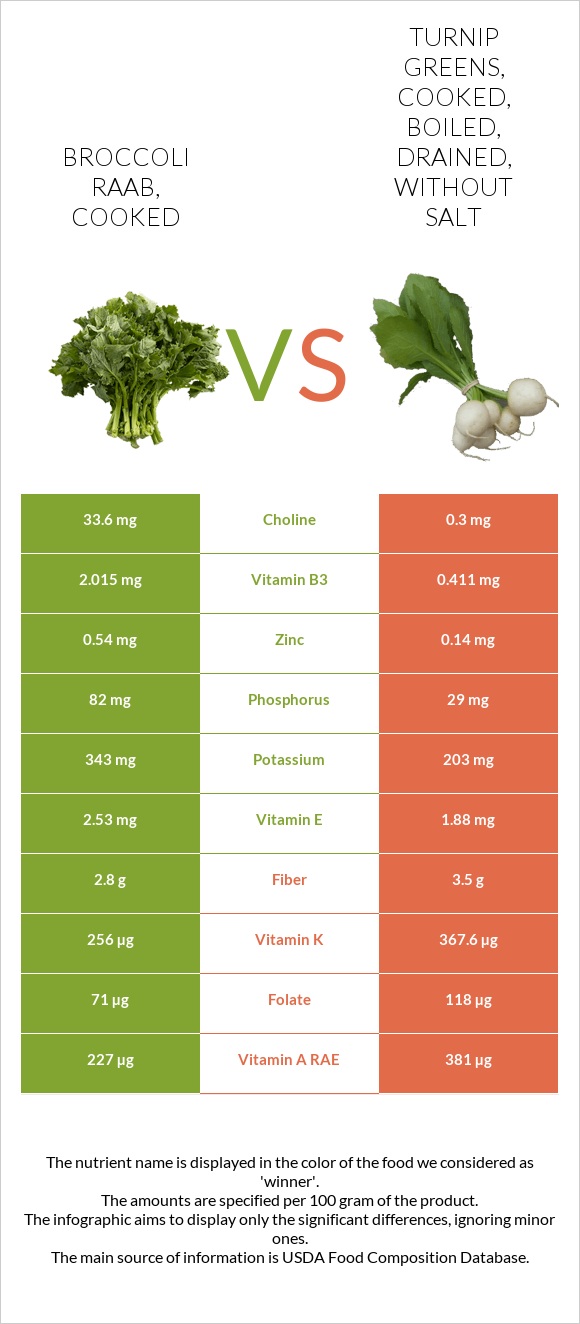 BROCCOLI
RAAB,
COOKED
TURNIP
GREENS,
COOKED,
BOILED,
DRAINED,
WITHOUT
SALT
VS
33.6 mg Choline 0.3 mg
2.015 mg Vitamin B3 0.411 mg
0.54 mg Zinc 0.14 mg
82 mg Phosphorus 29 mg
343 mg Potassium 203 mg
2.53 mg Vitamin E 1.88 mg
2.8 g Fiber 3.5 g
256 µg Vitamin K 367.6 µg
71 µg Folate 118 µg
227 µg Vitamin A RAE 381 µg
The nutrient name is displayed in the color of the food we considered as
'winner'.
The amounts are specified per 100 gram of the product.
The infographic aims to display only the significant differences, ignoring minor
ones.
The main source of information is USDA Food Composition Database.